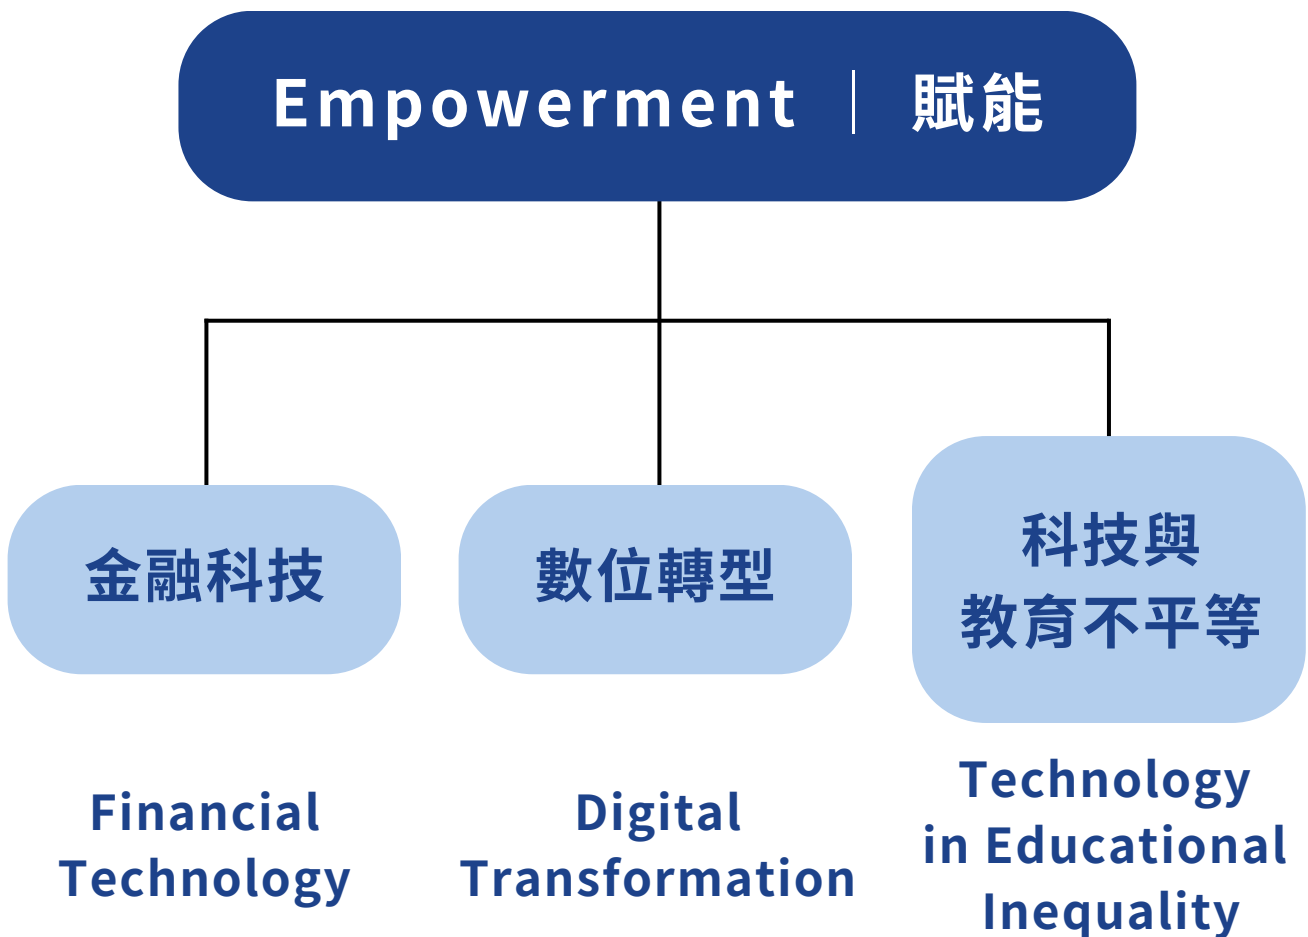 Empowerment｜賦能
金融科技
數位轉型
科技與
教育不平等
Financial
Technology
Digital
Transformation
Technology
in Educational
Inequality